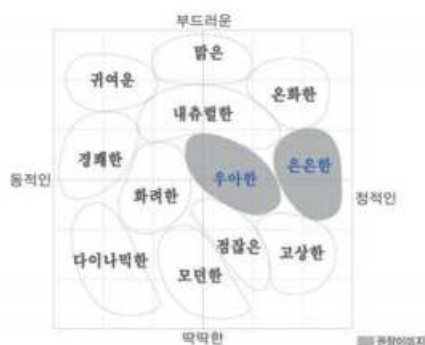 부드러운
맑은
귀여운
온화한
내츄럴한
경쾌한
은은한
동적인
우아한
화려한
정적인
점잖은
고상한
다이나믹한
모던한
딱딱한